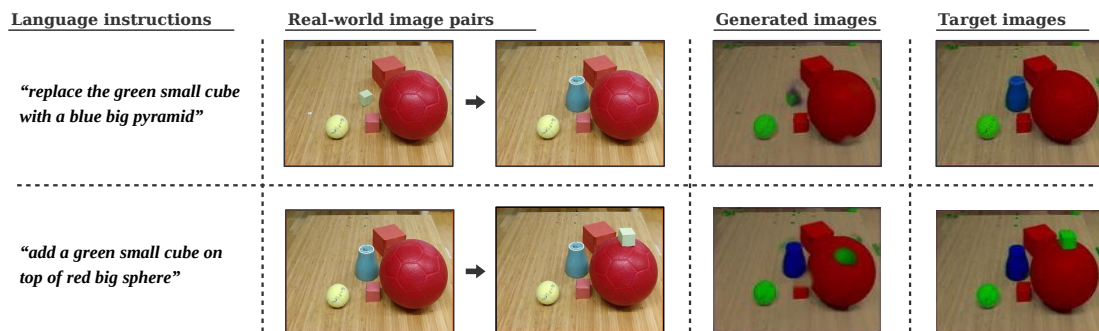 Language instructions
Real-world image pairs
Generated images
Target images
“replace the green small cube
with a blue big pyramid”
“add a green small cube on
top of red big sphere”